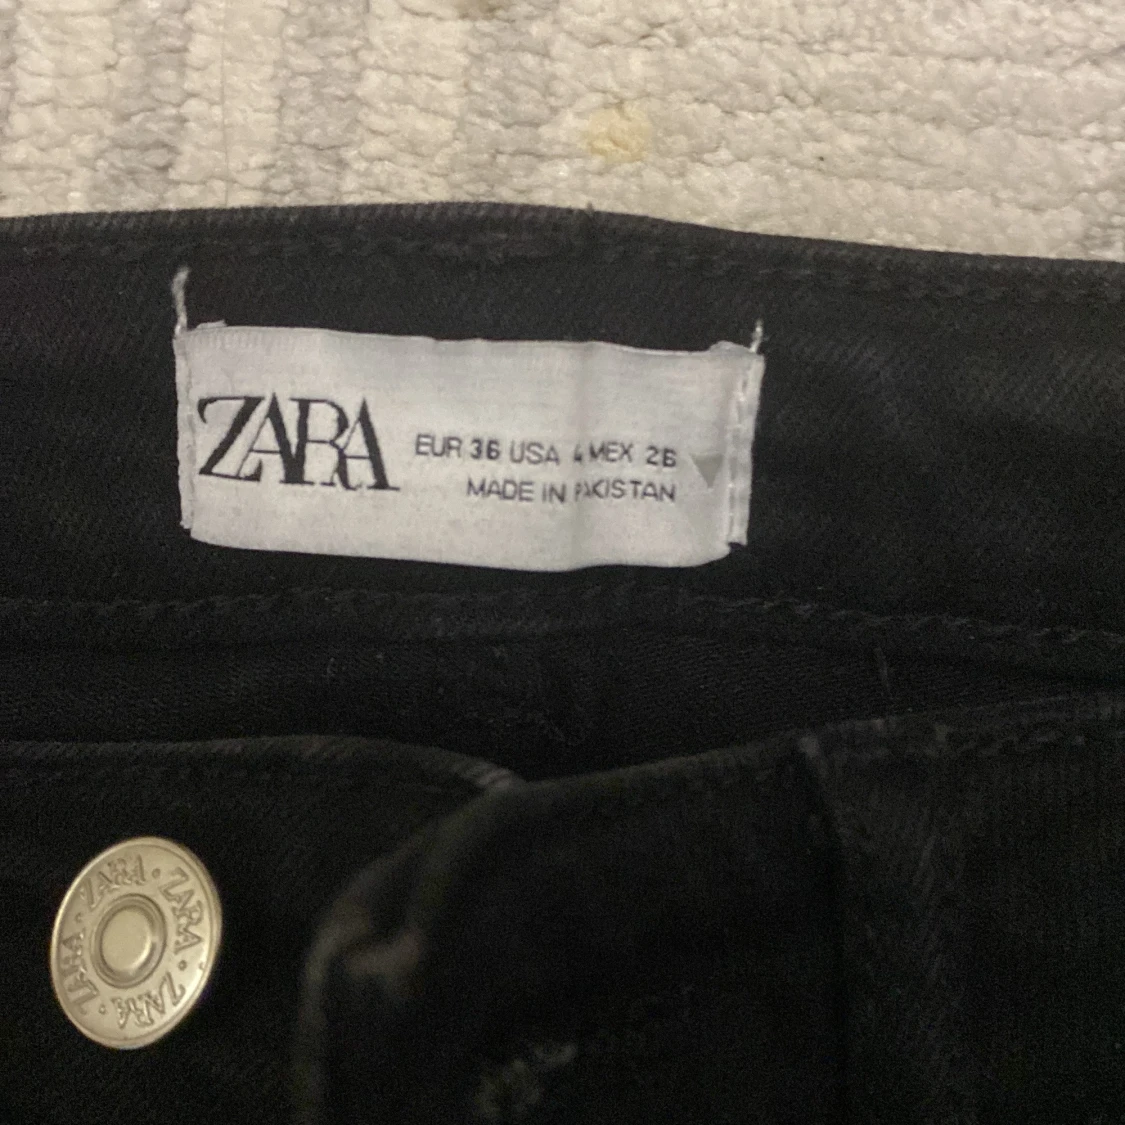 ZARA
EUR 36 USA 4 MEX 26
MADE IN PAKISTAN
ZARA · ZARA · ZARA · ZARA ·